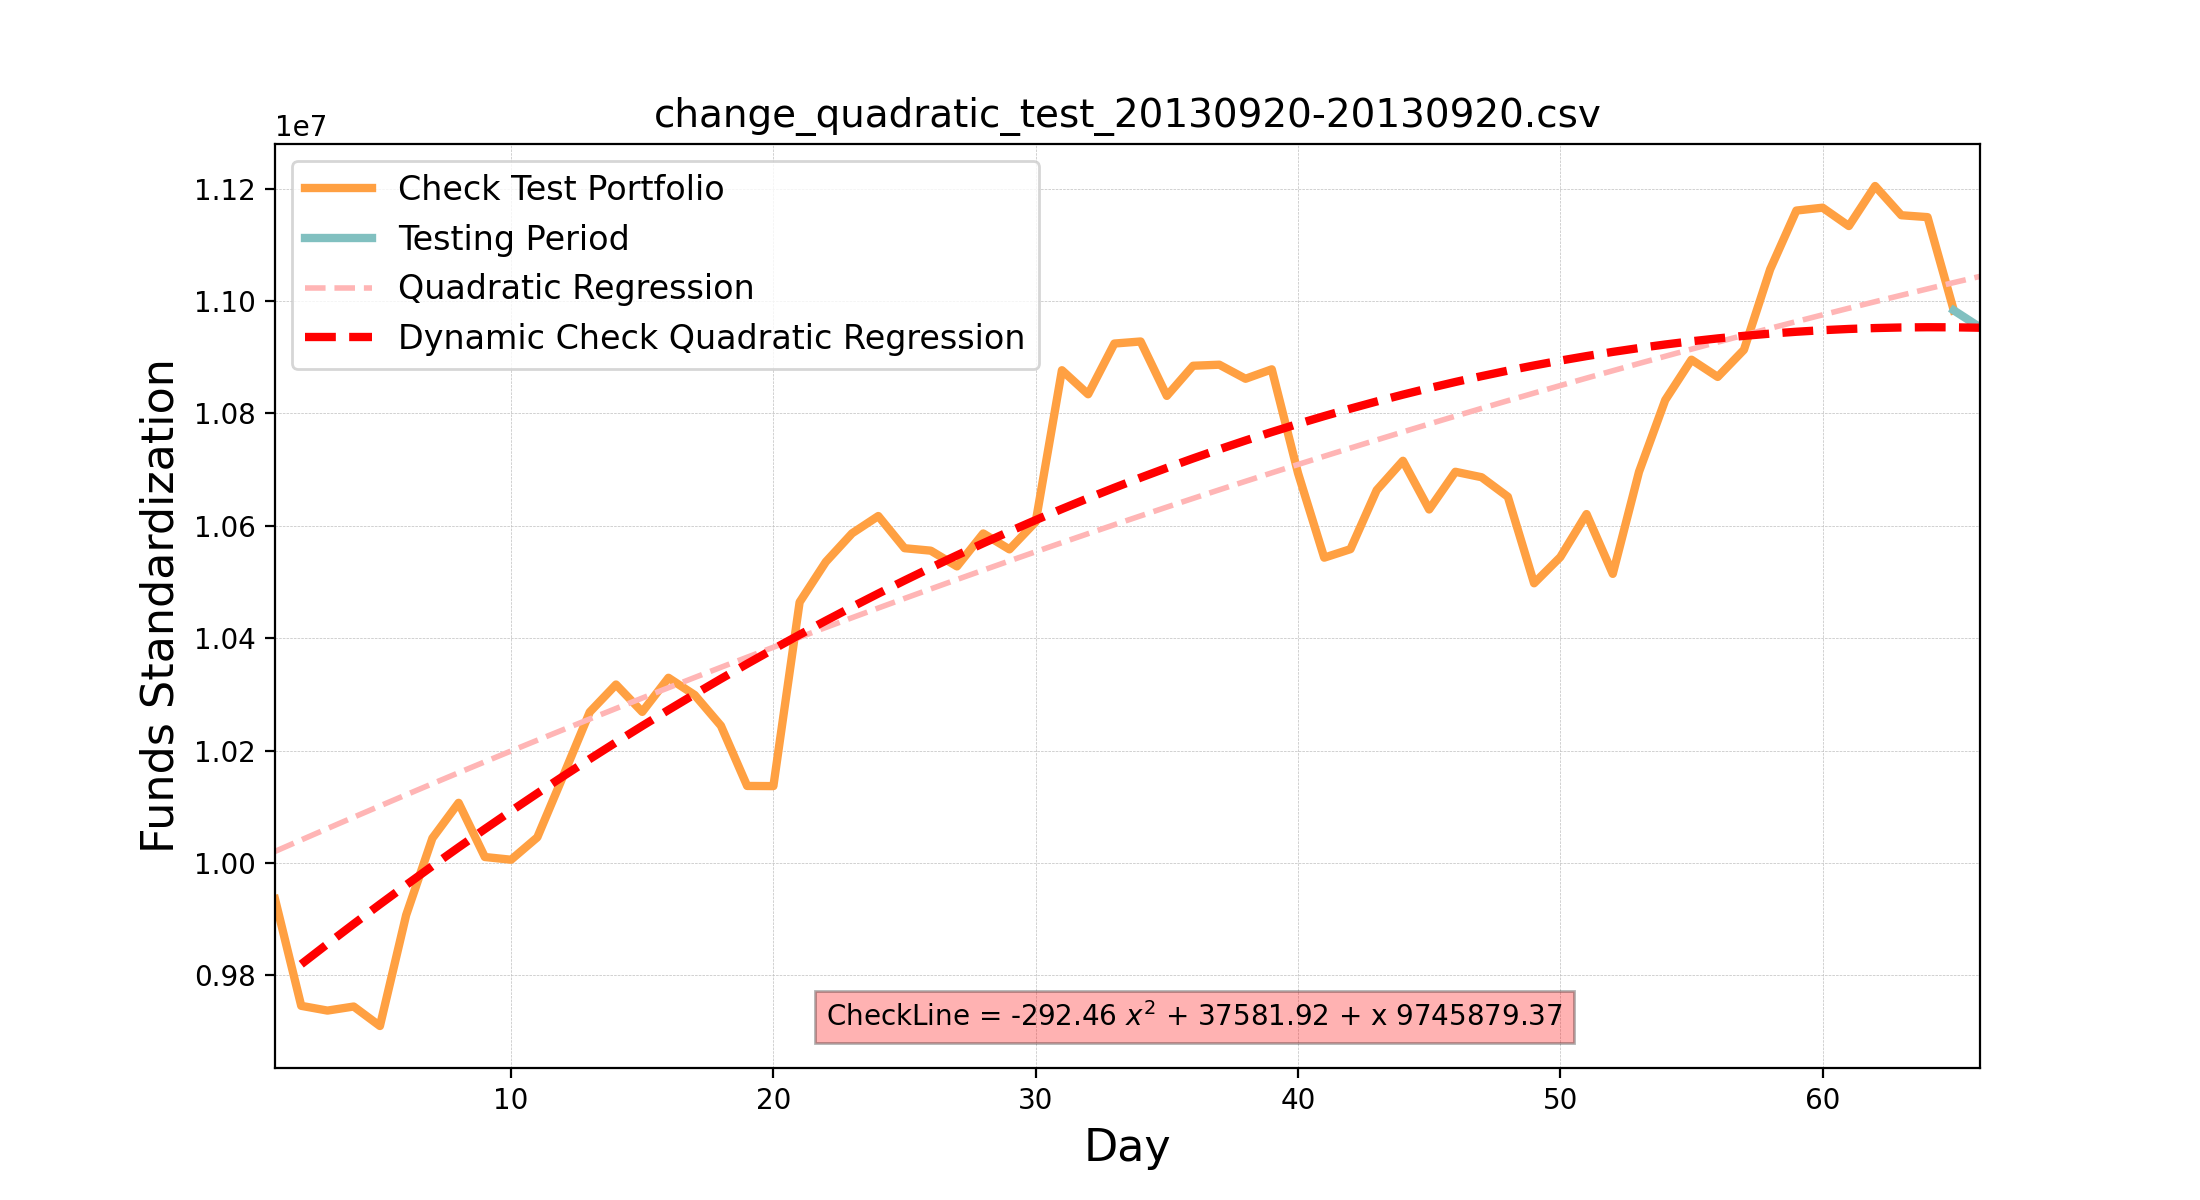 change_quadratic_test_20130920-20130920.csv
1e7
Check Test Portfolio
Testing Period
Quadratic Regression
Dynamic Check Quadratic Regression
1.12
1.10
1.08
1.06
1.04
1.02
1.00
0.98
Funds Standardization
CheckLine = -292.46 x² + 37581.92 + x 9745879.37
10 20 30 40 50 60
Day